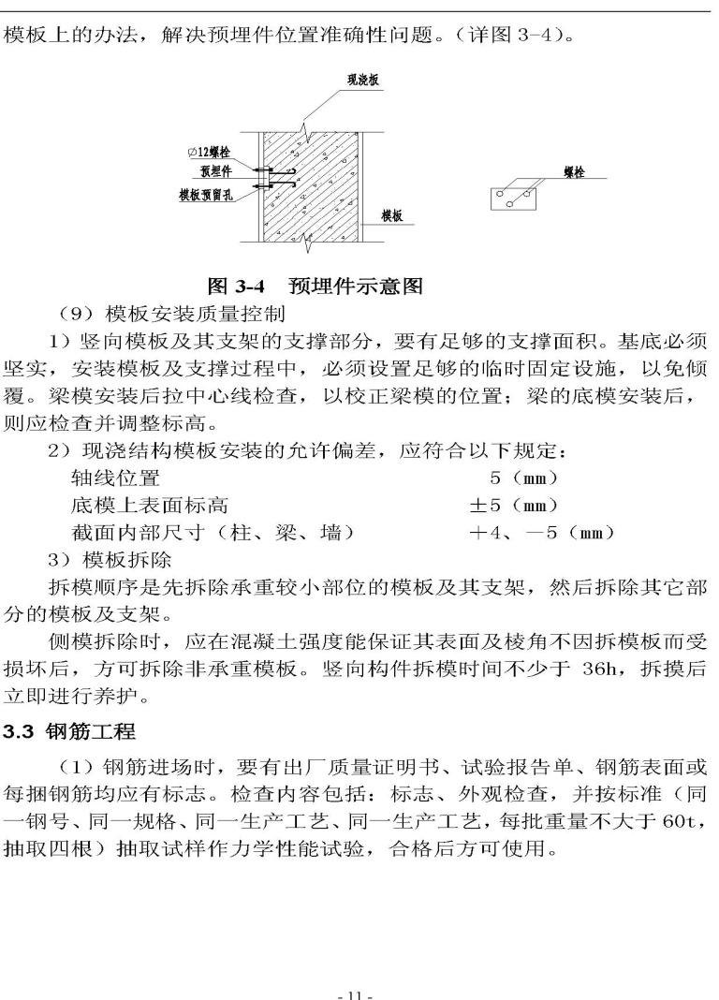 模板上的办法，解决预埋件位置准确性问题。（详图 3-4）。
现浇板
∅12螺栓
预埋件
模板预留孔
螺栓
模板
图 3-4 预埋件示意图
（9）模板安装质量控制
1）竖向模板及其支架的支撑部分，要有足够的支撑面积。基底必须
坚实，安装模板及支撑过程中，必须设置足够的临时固定设施，以免倾
覆。梁模安装后拉中心线检查，以校正梁模的位置；梁的底模安装后，
则应检查并调整标高。
2）现浇结构模板安装的允许偏差，应符合以下规定：
轴线位置 5（mm）
底模上表面标高 ±5（mm）
截面内部尺寸（柱、梁、墙） ＋4、－5（mm）
3）模板拆除
拆模顺序是先拆除承重较小部位的模板及其支架，然后拆除其它部
分的模板及支架。
侧模拆除时，应在混凝土强度能保证其表面及棱角不因拆模板而受
损坏后，方可拆除非承重模板。竖向构件拆模时间不少于 36h，拆摸后
立即进行养护。
3.3 钢筋工程
（1）钢筋进场时，要有出厂质量证明书、试验报告单、钢筋表面或
每捆钢筋均应有标志。检查内容包括：标志、外观检查，并按标准（同
一钢号、同一规格、同一生产工艺、同一生产工艺，每批重量不大于 60t，
抽取四根）抽取试样作力学性能试验，合格后方可使用。
- 11 -